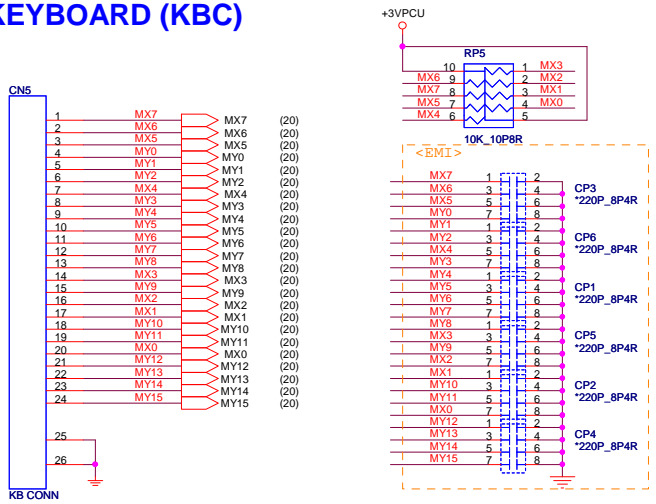 KEYBOARD (KBC)
+3VPCU
RP5
10 1 MX3
MX6 9 2 MX2
MX7 8 3 MX1
MX5 7 4 MX0
MX4 6 5
10K_10P8R
CN5
1 MX7 MX7 (20)
2 MX6 MX6 (20)
3 MX5 MX5 (20)
4 MY0 MY0 (20)
5 MY1 MY1 (20)
6 MY2 MY2 (20)
7 MX4 MX4 (20)
8 MY3 MY3 (20)
9 MY4 MY4 (20)
10 MY5 MY5 (20)
11 MY6 MY6 (20)
12 MY7 MY7 (20)
13 MY8 MY8 (20)
14 MX3 MX3 (20)
15 MY9 MY9 (20)
16 MX2 MX2 (20)
17 MX1 MX1 (20)
18 MY10 MY10 (20)
19 MY11 MY11 (20)
20 MX0 MX0 (20)
21 MY12 MY12 (20)
22 MY13 MY13 (20)
23 MY14 MY14 (20)
24 MY15 MY15 (20)
25
26
KB CONN
<EMI>
MX7 1 2
MX6 3 4 CP3
MX5 5 6 *220P_8P4R
MY0 7 8
MY1 1 2
MY2 3 4 CP6
MX4 5 6 *220P_8P4R
MY3 7 8
MY4 1 2
MY5 3 4 CP1
MY6 5 6 *220P_8P4R
MY7 7 8
MY8 1 2
MX3 3 4 CP5
MY9 5 6 *220P_8P4R
MX2 7 8
MX1 1 2
MY10 3 4 CP2
MY11 5 6 *220P_8P4R
MX0 7 8
MY12 1 2
MY13 3 4 CP4
MY14 5 6 *220P_8P4R
MY15 7 8